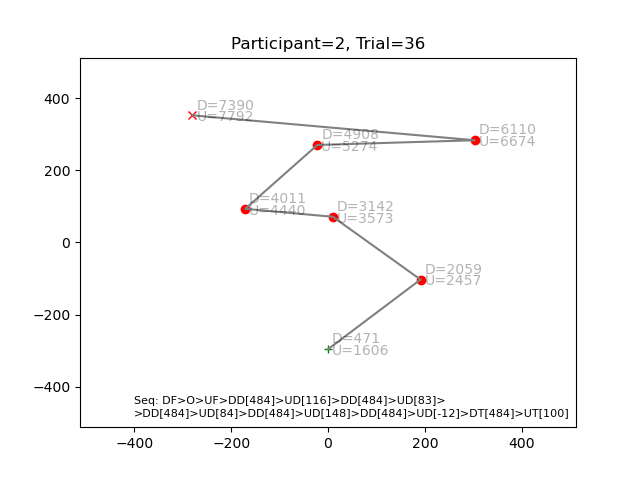 Participant=2, Trial=36
400
200
0
−200
−400
D=7390
U=7792
D=4908
U=5274
D=6110
U=6674
D=4011
U=4440
D=3142
U=3573
D=2059
U=2457
D=471
U=1606
Seq: DF>O>UF>DD[484]>UD[116]>DD[484]>UD[83]>
>DD[484]>UD[84]>DD[484]>UD[148]>DD[484]>UD[-12]>DT[484]>UT[100]
−400 −200 0 200 400